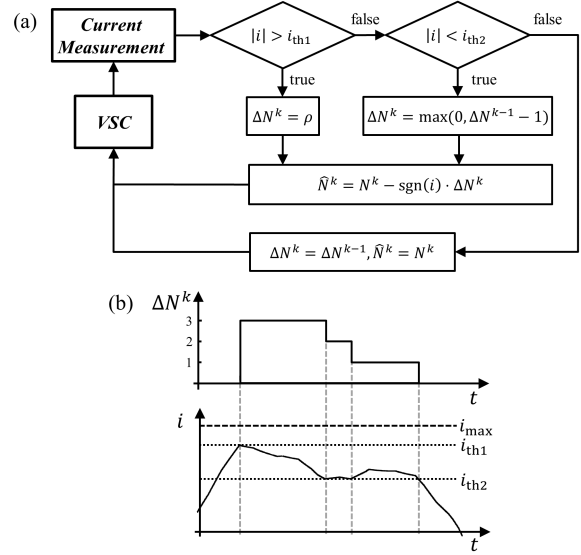 (a)
Current
Measurement
|i| > i_th1
false
|i| < i_th2
false
true
true
VSC
ΔN^k = ρ
ΔN^k = max(0, ΔN^{k−1} − 1)
N̂^k = N^k − sgn(i) · ΔN^k
ΔN^k = ΔN^{k−1}, N̂^k = N^k
(b)
ΔN^k
3
2
1
t
i
i_max
i_th1
i_th2
t